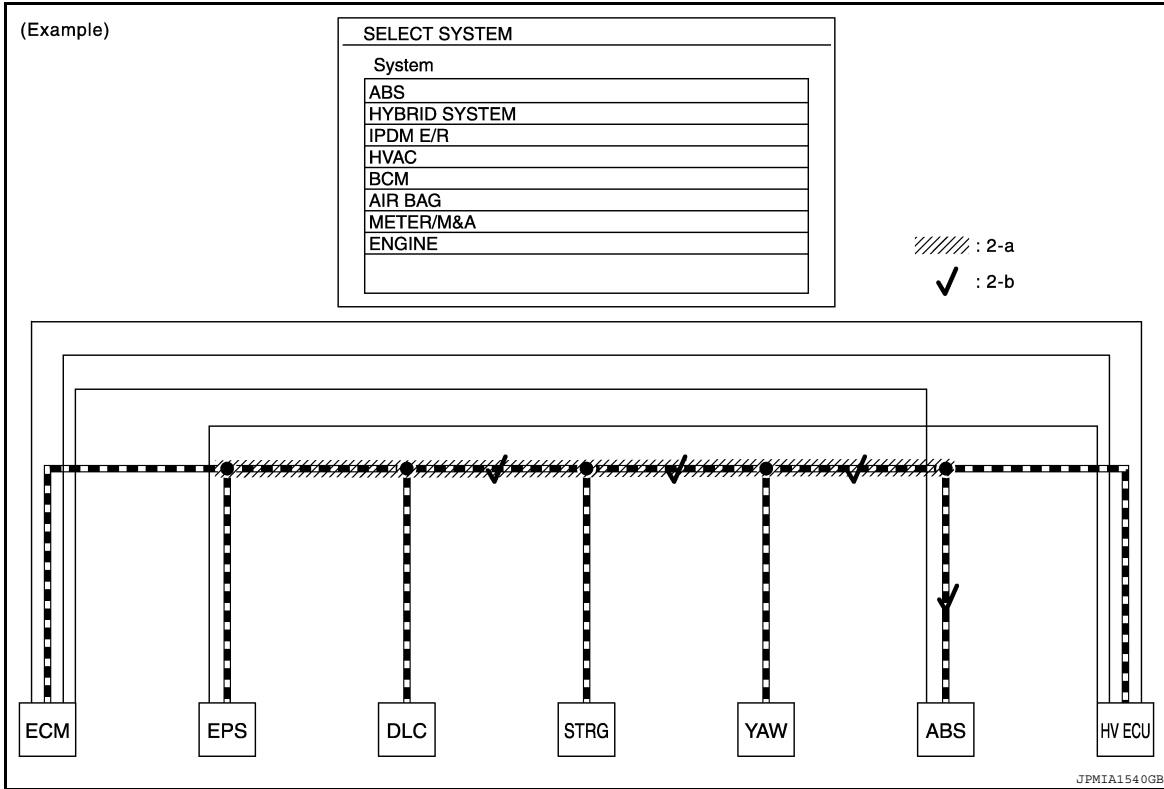 (Example)
SELECT SYSTEM
System
ABS
HYBRID SYSTEM
IPDM E/R
HVAC
BCM
AIR BAG
METER/M&A
ENGINE
: 2-a
: 2-b
ECM
EPS
DLC
STRG
YAW
ABS
HV ECU
JPMIA1540GB